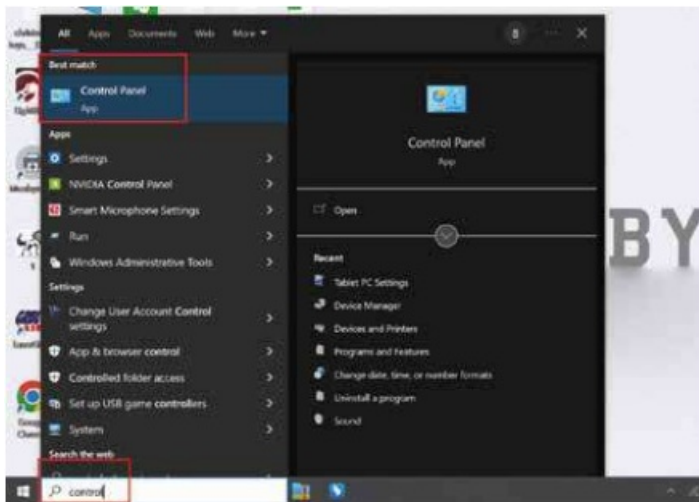 All Apps Documents Web More
8
Best match
Control Panel
App
Apps
Settings
NVIDIA Control Panel
Smart Microphone Settings
Run
Windows Administrative Tools
Settings
Change User Account Control
settings
App & browser control
Controlled folder access
Set up USB game controllers
System
Search the web
control
Control Panel
App
Open
Recent
Tablet PC Settings
Device Manager
Devices and Printers
Programs and Features
Change date, time, or number formats
Uninstall a program
Sound
BY